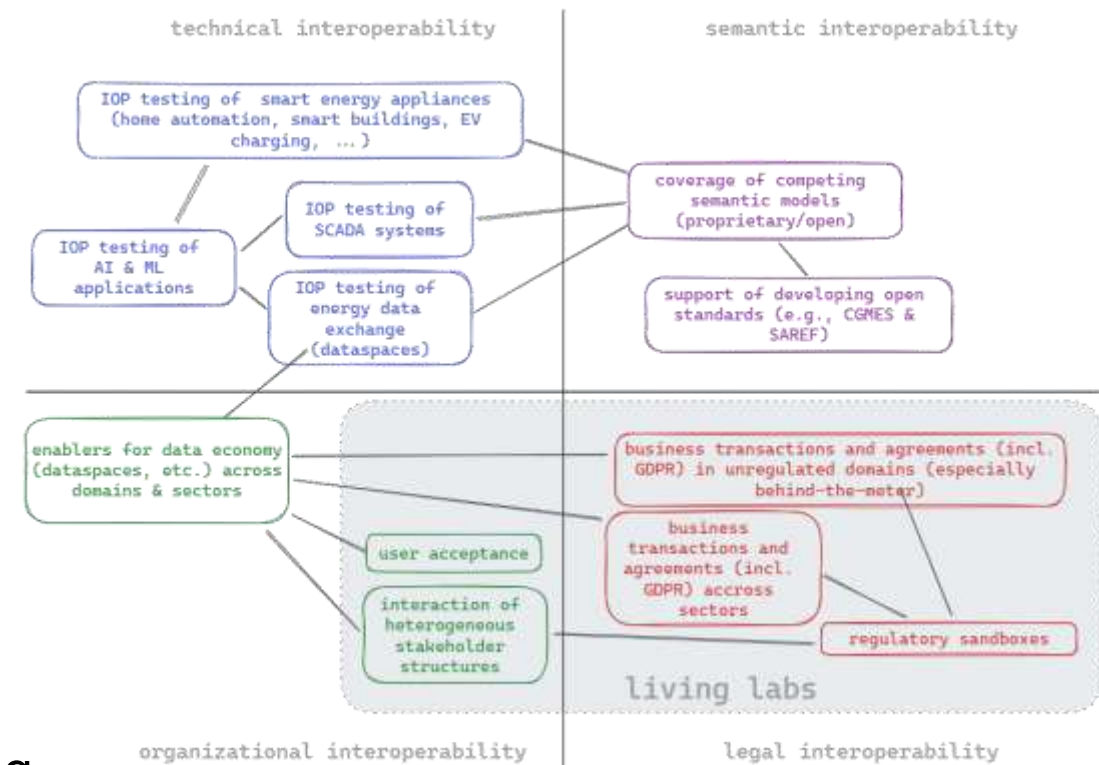 technical interoperability
semantic interoperability
IOP testing of smart energy appliances
(home automation, smart buildings, EV
charging, ...)
coverage of competing
semantic models
(proprietary/open)
IOP testing of
SCADA systems
IOP testing of
AI & ML
applications
IOP testing of
energy data
exchange
(dataspaces)
support of developing open
standards (e.g., CGMES &
SAREF)
enablers for data economy
(dataspaces, etc.) across
domains & sectors
business transactions and agreements (incl.
GDPR) in unregulated domains (especially
behind-the-meter)
business
transactions and
agreements (incl.
GDPR) accross
sectors
user acceptance
interaction of
heterogeneous
stakeholder
structures
regulatory sandboxes
living labs
organizational interoperability
legal interoperability